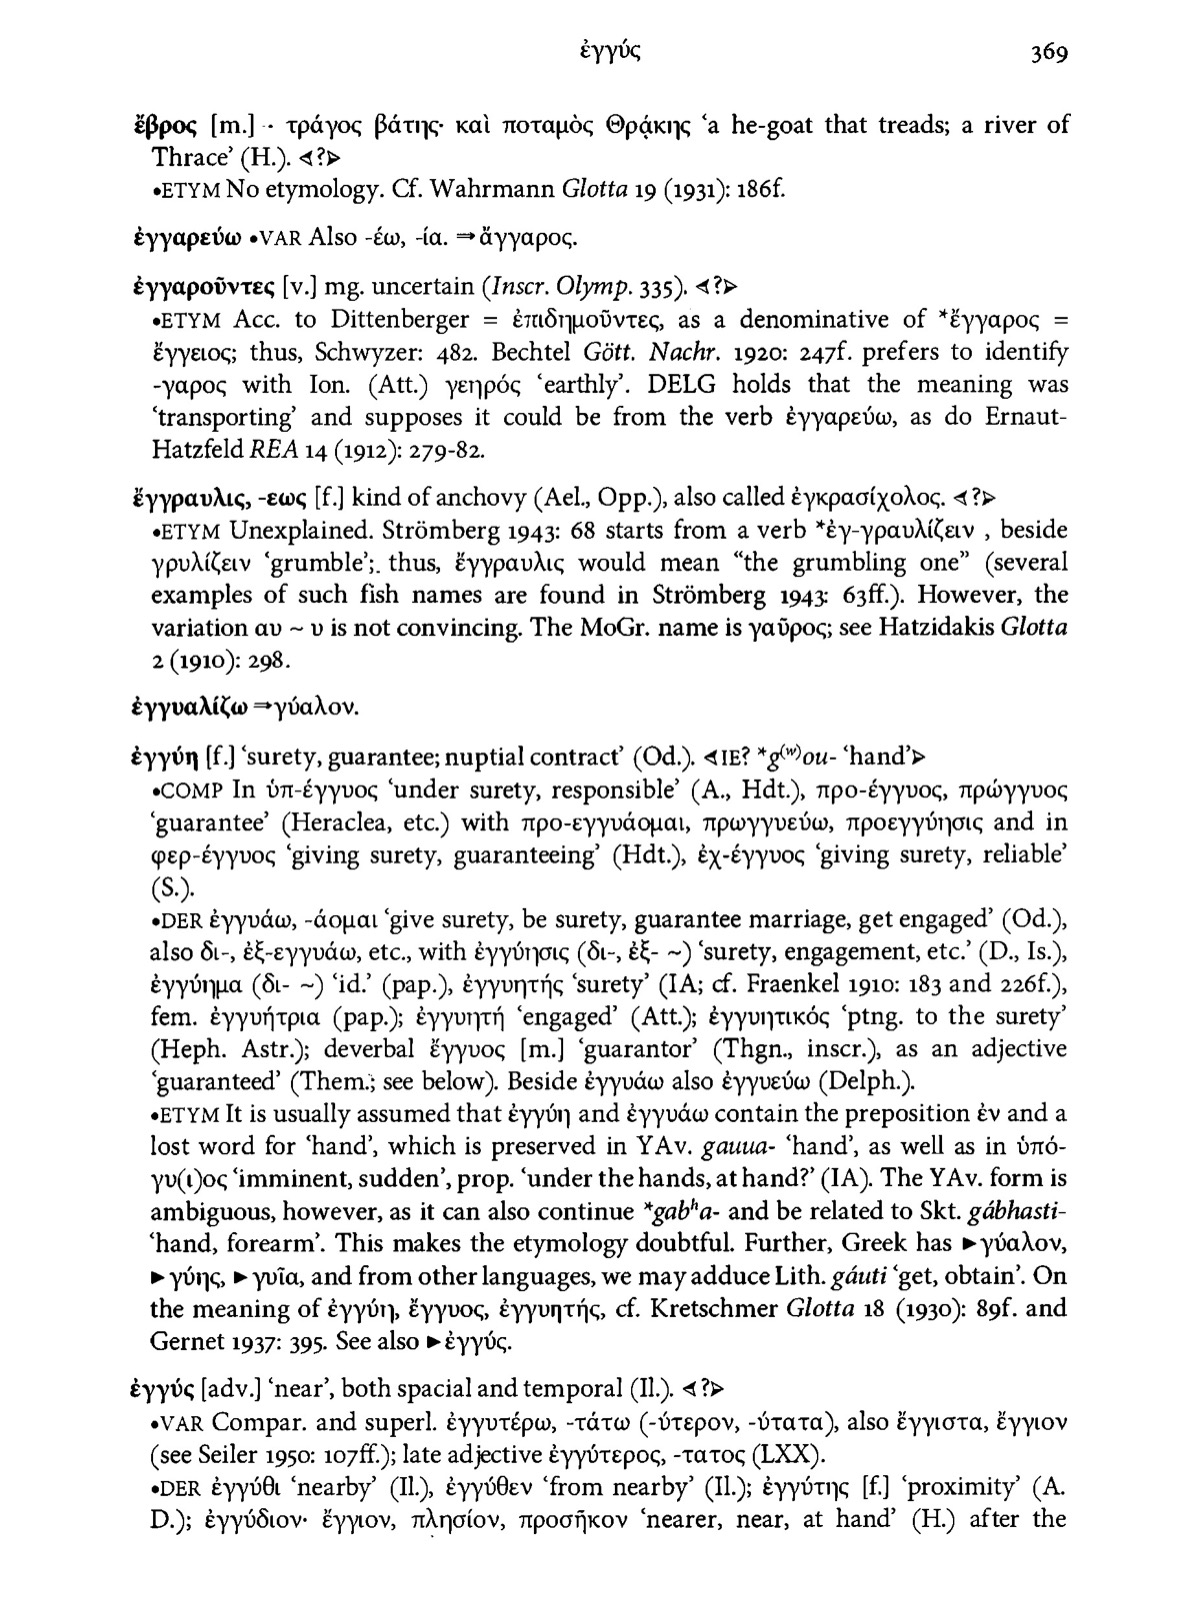 ἐγγύς 369
ἔβρος [m.] · τράγος βάτης· καὶ ποταμὸς Θρᾴκης ‘a he-goat that treads; a river of
Thrace’ (H.). ⋖?⋗
•ETYM No etymology. Cf. Wahrmann Glotta 19 (1931): 186f.
ἐγγαρεύω •VAR Also -έω, -ία. ⇒ἄγγαρος.
ἐγγαροῦντες [v.] mg. uncertain (Inscr. Olymp. 335). ⋖?⋗
•ETYM Acc. to Dittenberger = ἐπιδημοῦντες, as a denominative of *ἔγγαρος =
ἔγγειος; thus, Schwyzer: 482. Bechtel Gött. Nachr. 1920: 247f. prefers to identify
-γαρος with Ion. (Att.) γεηρός ‘earthly’. DELG holds that the meaning was
‘transporting’ and supposes it could be from the verb ἐγγαρεύω, as do Ernaut-
Hatzfeld REA 14 (1912): 279-82.
ἔγγραυλις, -εως [f.] kind of anchovy (Ael., Opp.), also called ἐγκρασίχολος. ⋖?⋗
•ETYM Unexplained. Strömberg 1943: 68 starts from a verb *ἐγ-γραυλίζειν , beside
γρυλίζειν ‘grumble’;. thus, ἔγγραυλις would mean “the grumbling one” (several
examples of such fish names are found in Strömberg 1943: 63ff.). However, the
variation αυ ~ υ is not convincing. The MoGr. name is γαῦρος; see Hatzidakis Glotta
2 (1910): 298.
ἐγγυαλίζω ⇒γύαλον.
ἐγγύη [f.] ‘surety, guarantee; nuptial contract’ (Od.). ⋖IE? *g⁽ʷ⁾ou- ‘hand’⋗
•COMP In ὑπ-έγγυος ‘under surety, responsible’ (A., Hdt.), προ-έγγυος, πρώγγυος
‘guarantee’ (Heraclea, etc.) with προ-εγγυάομαι, πρωγγυεύω, προεγγύησις and in
φερ-έγγυος ‘giving surety, guaranteeing’ (Hdt.), ἐχ-έγγυος ‘giving surety, reliable’
(S.).
•DER ἐγγυάω, -άομαι ‘give surety, be surety, guarantee marriage, get engaged’ (Od.),
also δι-, ἐξ-εγγυάω, etc., with ἐγγύησις (δι-, ἐξ- ~) ‘surety, engagement, etc.’ (D., Is.),
ἐγγύημα (δι- ~) ‘id.’ (pap.), ἐγγυητής ‘surety’ (IA; cf. Fraenkel 1910: 183 and 226f.),
fem. ἐγγυήτρια (pap.); ἐγγυητή ‘engaged’ (Att.); ἐγγυητικός ‘ptng. to the surety’
(Heph. Astr.); deverbal ἔγγυος [m.] ‘guarantor’ (Thgn., inscr.), as an adjective
‘guaranteed’ (Them.; see below). Beside ἐγγυάω also ἐγγυεύω (Delph.).
•ETYM It is usually assumed that ἐγγύη and ἐγγυάω contain the preposition ἐν and a
lost word for ‘hand’, which is preserved in YAv. gauua- ‘hand’, as well as in ὑπό-
γυ(ι)ος ‘imminent, sudden’, prop. ‘under the hands, at hand?’ (IA). The YAv. form is
ambiguous, however, as it can also continue *gabʰa- and be related to Skt. gábhasti-
‘hand, forearm’. This makes the etymology doubtful. Further, Greek has ►γύαλον,
►γύης, ►γυῖα, and from other languages, we may adduce Lith. gáuti ‘get, obtain’. On
the meaning of ἐγγύη, ἔγγυος, ἐγγυητής, cf. Kretschmer Glotta 18 (1930): 89f. and
Gernet 1937: 395. See also ►ἐγγύς.
ἐγγύς [adv.] ‘near’, both spacial and temporal (Il.). ⋖?⋗
•VAR Compar. and superl. ἐγγυτέρω, -τάτω (-ύτερον, -ύτατα), also ἔγγιστα, ἔγγιον
(see Seiler 1950: 107ff.); late adjective ἐγγύτερος, -τατος (LXX).
•DER ἐγγύθι ‘nearby’ (Il.), ἐγγύθεν ‘from nearby’ (Il.); ἐγγύτης [f.] ‘proximity’ (A.
D.); ἐγγύδιον· ἔγγιον, πλησίον, προσῆκον ‘nearer, near, at hand’ (H.) after the